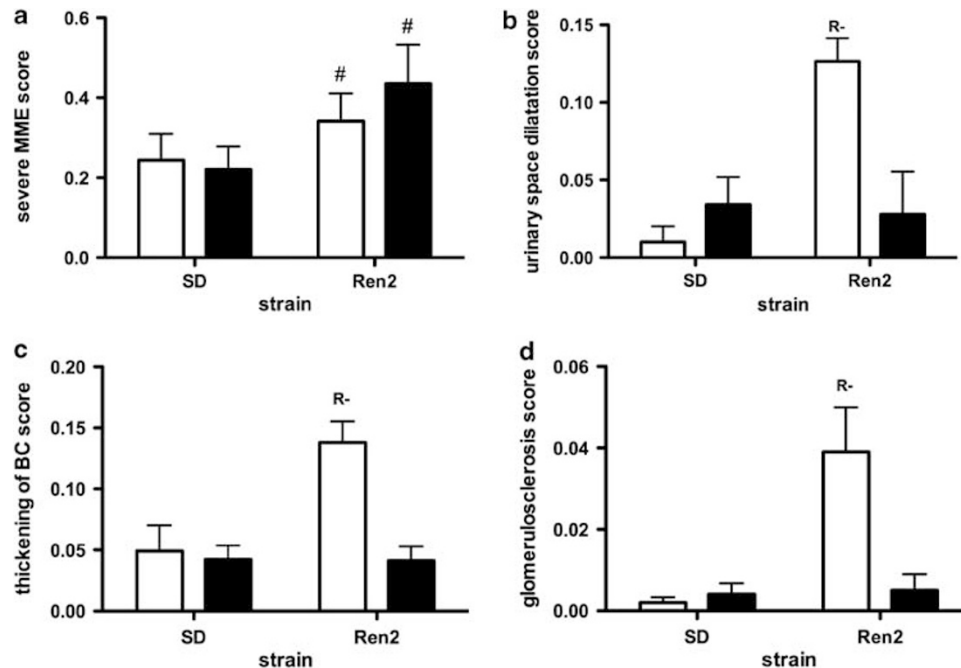 a
severe MME score
0.6
0.4
0.2
0.0
#
#
SD
Ren2
strain
b
urinary space dilatation score
0.15
0.10
0.05
0.00
R-
SD
Ren2
strain
c
thickening of BC score
0.20
0.15
0.10
0.05
0.00
R-
SD
Ren2
strain
d
glomerulosclerosis score
0.06
0.04
0.02
0.00
R-
SD
Ren2
strain